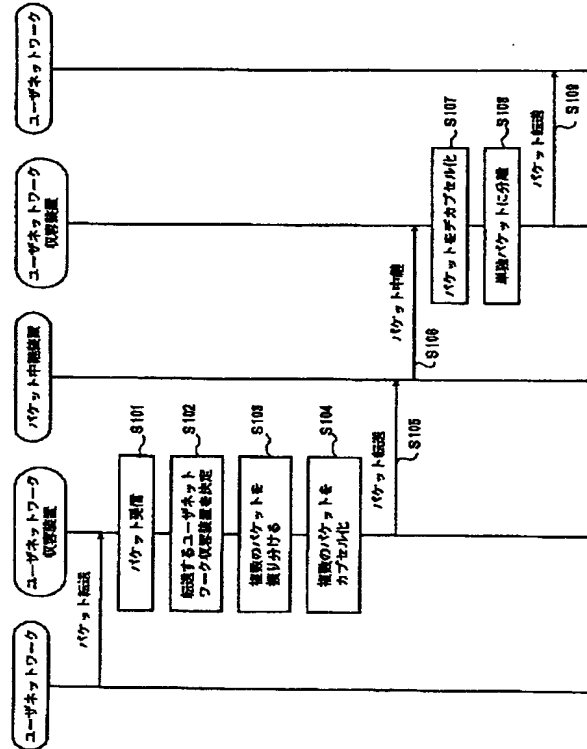 ユーザネットワーク
ユーザネットワーク
収容装置
パケット中継装置
ユーザネットワーク
収容装置
ユーザネットワーク
パケット転送
パケット受信
S101
転送するユーザネット
ワーク収容装置を決定
S102
複数のパケットを
振り分ける
S103
複数のパケットを
カプセル化
S104
パケット転送
S105
パケット中継
S106
パケットをデカプセル化
S107
単独パケットに分離
S108
パケット転送
S109